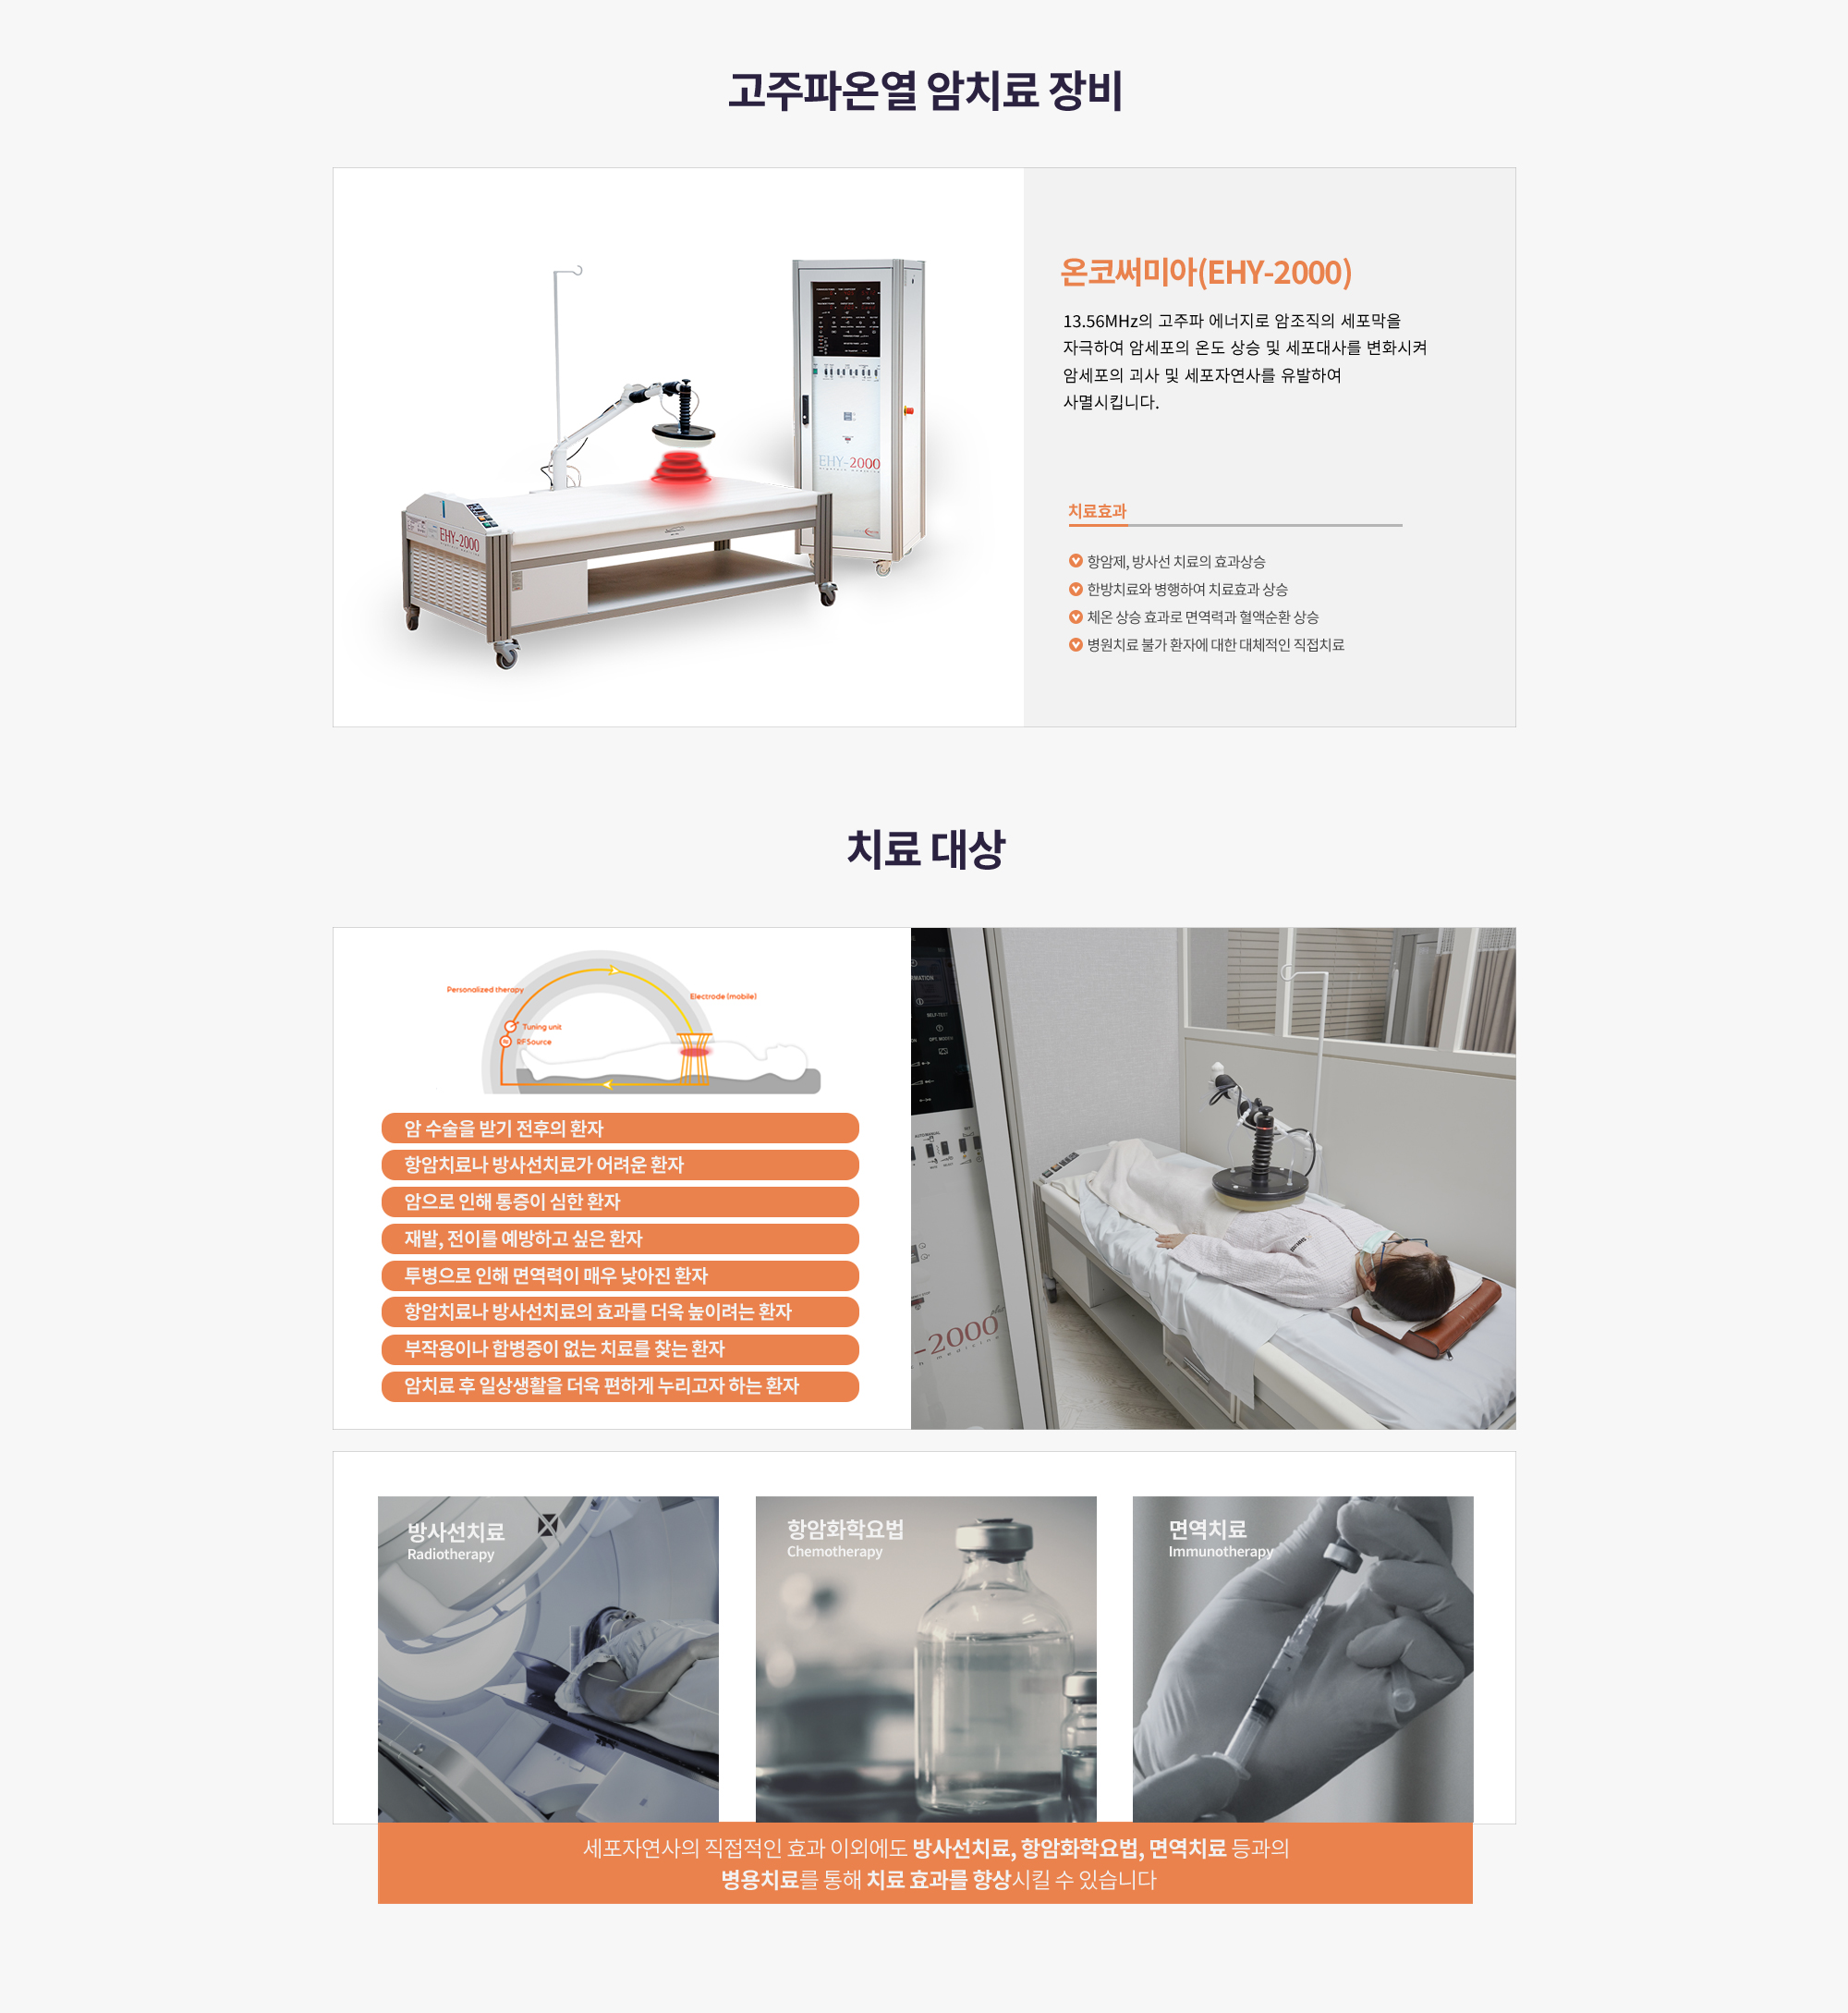 고주파온열 암치료 장비
EHY-2000
EHY-2000
온코써미아(EHY-2000)
13.56MHz의 고주파 에너지로 암조직의 세포막을
자극하여 암세포의 온도 상승 및 세포대사를 변화시켜
암세포의 괴사 및 세포자연사를 유발하여
사멸시킵니다.
치료효과
항암제, 방사선 치료의 효과상승
한방치료와 병행하여 치료효과 상승
체온 상승 효과로 면역력과 혈액순환 상승
병원치료 불가 환자에 대한 대체적인 직접치료
치료 대상
Personalized therapy
Electrode (mobile)
Tuning unit
RF Source
암 수술을 받기 전후의 환자
항암치료나 방사선치료가 어려운 환자
암으로 인해 통증이 심한 환자
재발, 전이를 예방하고 싶은 환자
투병으로 인해 면역력이 매우 낮아진 환자
항암치료나 방사선치료의 효과를 더욱 높이려는 환자
부작용이나 합병증이 없는 치료를 찾는 환자
암치료 후 일상생활을 더욱 편하게 누리고자 하는 환자
SELF-TEST
-2000
방사선치료
Radiotherapy
항암화학요법
Chemotherapy
면역치료
Immunotherapy
세포자연사의 직접적인 효과 이외에도 방사선치료, 항암화학요법, 면역치료 등과의
병용치료를 통해 치료 효과를 향상시킬 수 있습니다